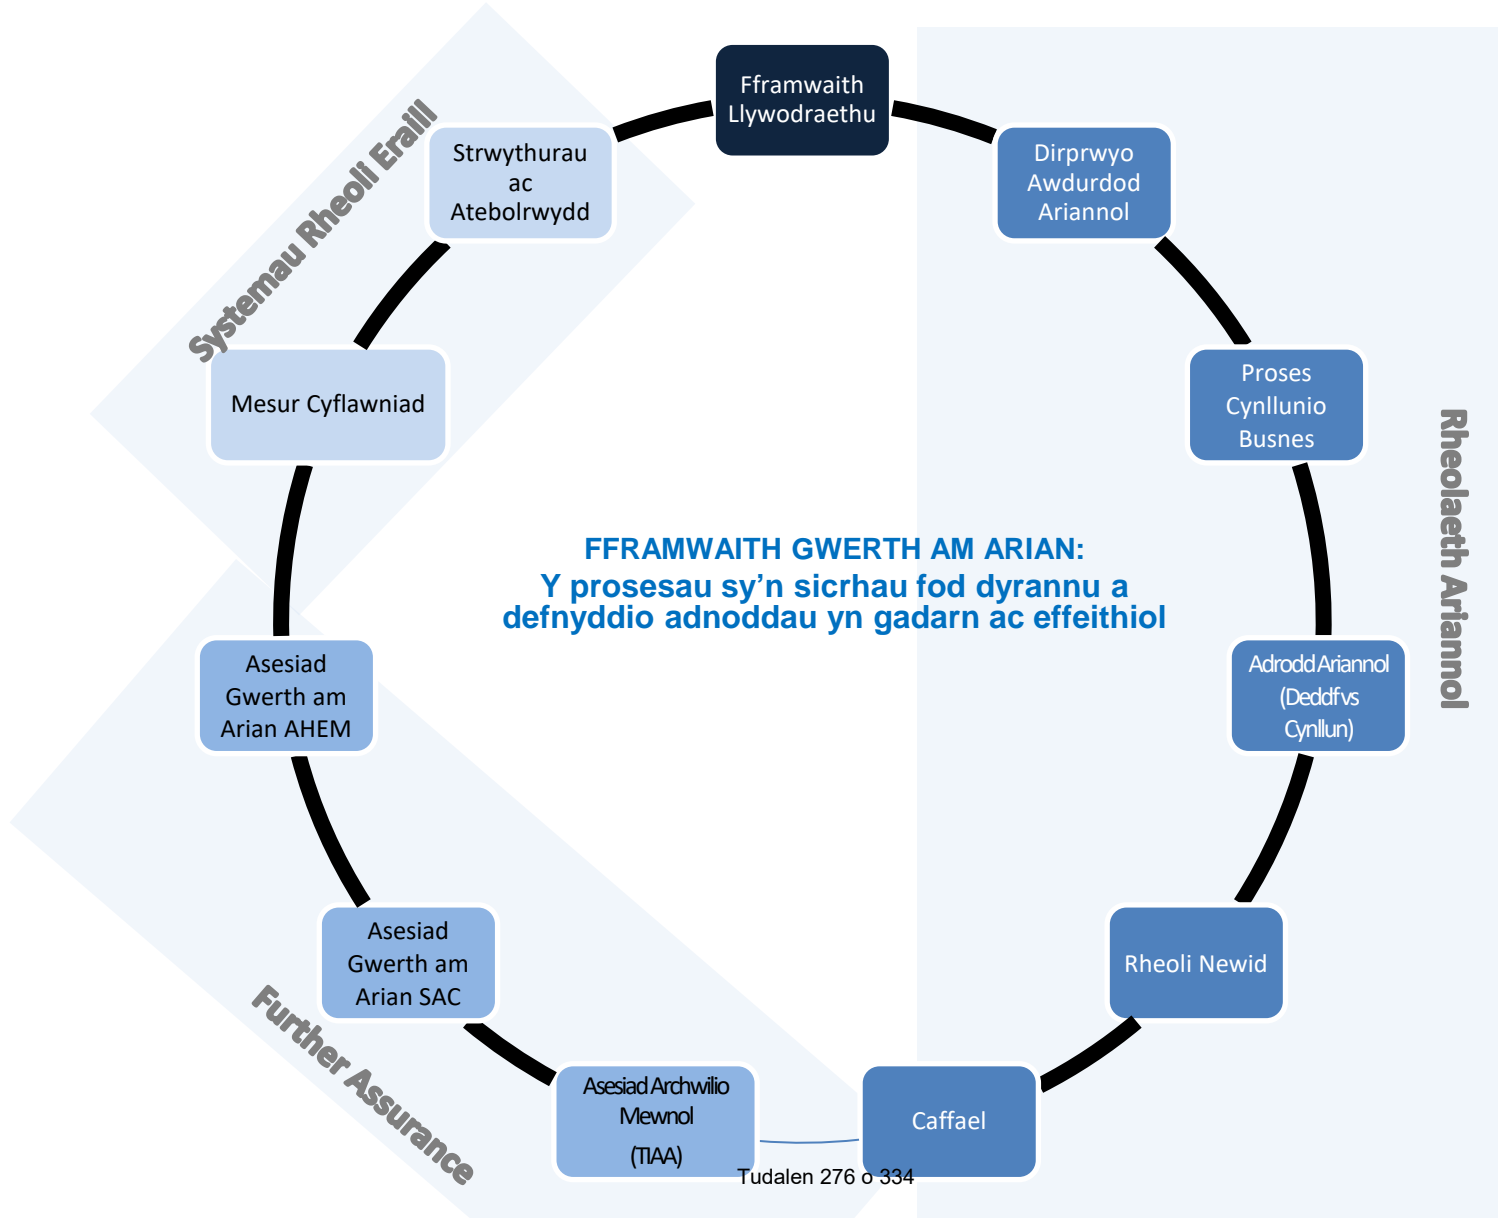 Fframwaith
Llywodraethu
Dirprwyo
Awdurdod
Ariannol
Proses
Cynllunio
Busnes
Adrodd Ariannol
(Deddf vs
Cynllun)
Rheoli Newid
Caffael
Asesiad Archwilio
Mewnol
(TIAA)
Asesiad
Gwerth am
Arian SAC
Asesiad
Gwerth am
Arian AHEM
Mesur Cyflawniad
Strwythurau
ac
Atebolrwydd
Systemau Rheoli Eraill
Rheolaeth Ariannol
Further Assurance
FFRAMWAITH GWERTH AM ARIAN:
Y prosesau sy’n sicrhau fod dyrannu a
defnyddio adnoddau yn gadarn ac effeithiol
Tudalen 276 o 334